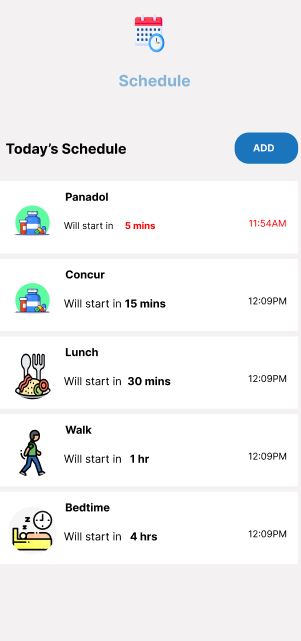 Schedule
Today's Schedule ADD
Panadol
Will start in 5 mins 11:54AM
Concur
Will start in 15 mins 12:09PM
Lunch
Will start in 30 mins 12:09PM
Walk
Will start in 1 hr 12:09PM
Bedtime
Will start in 4 hrs 12:09PM